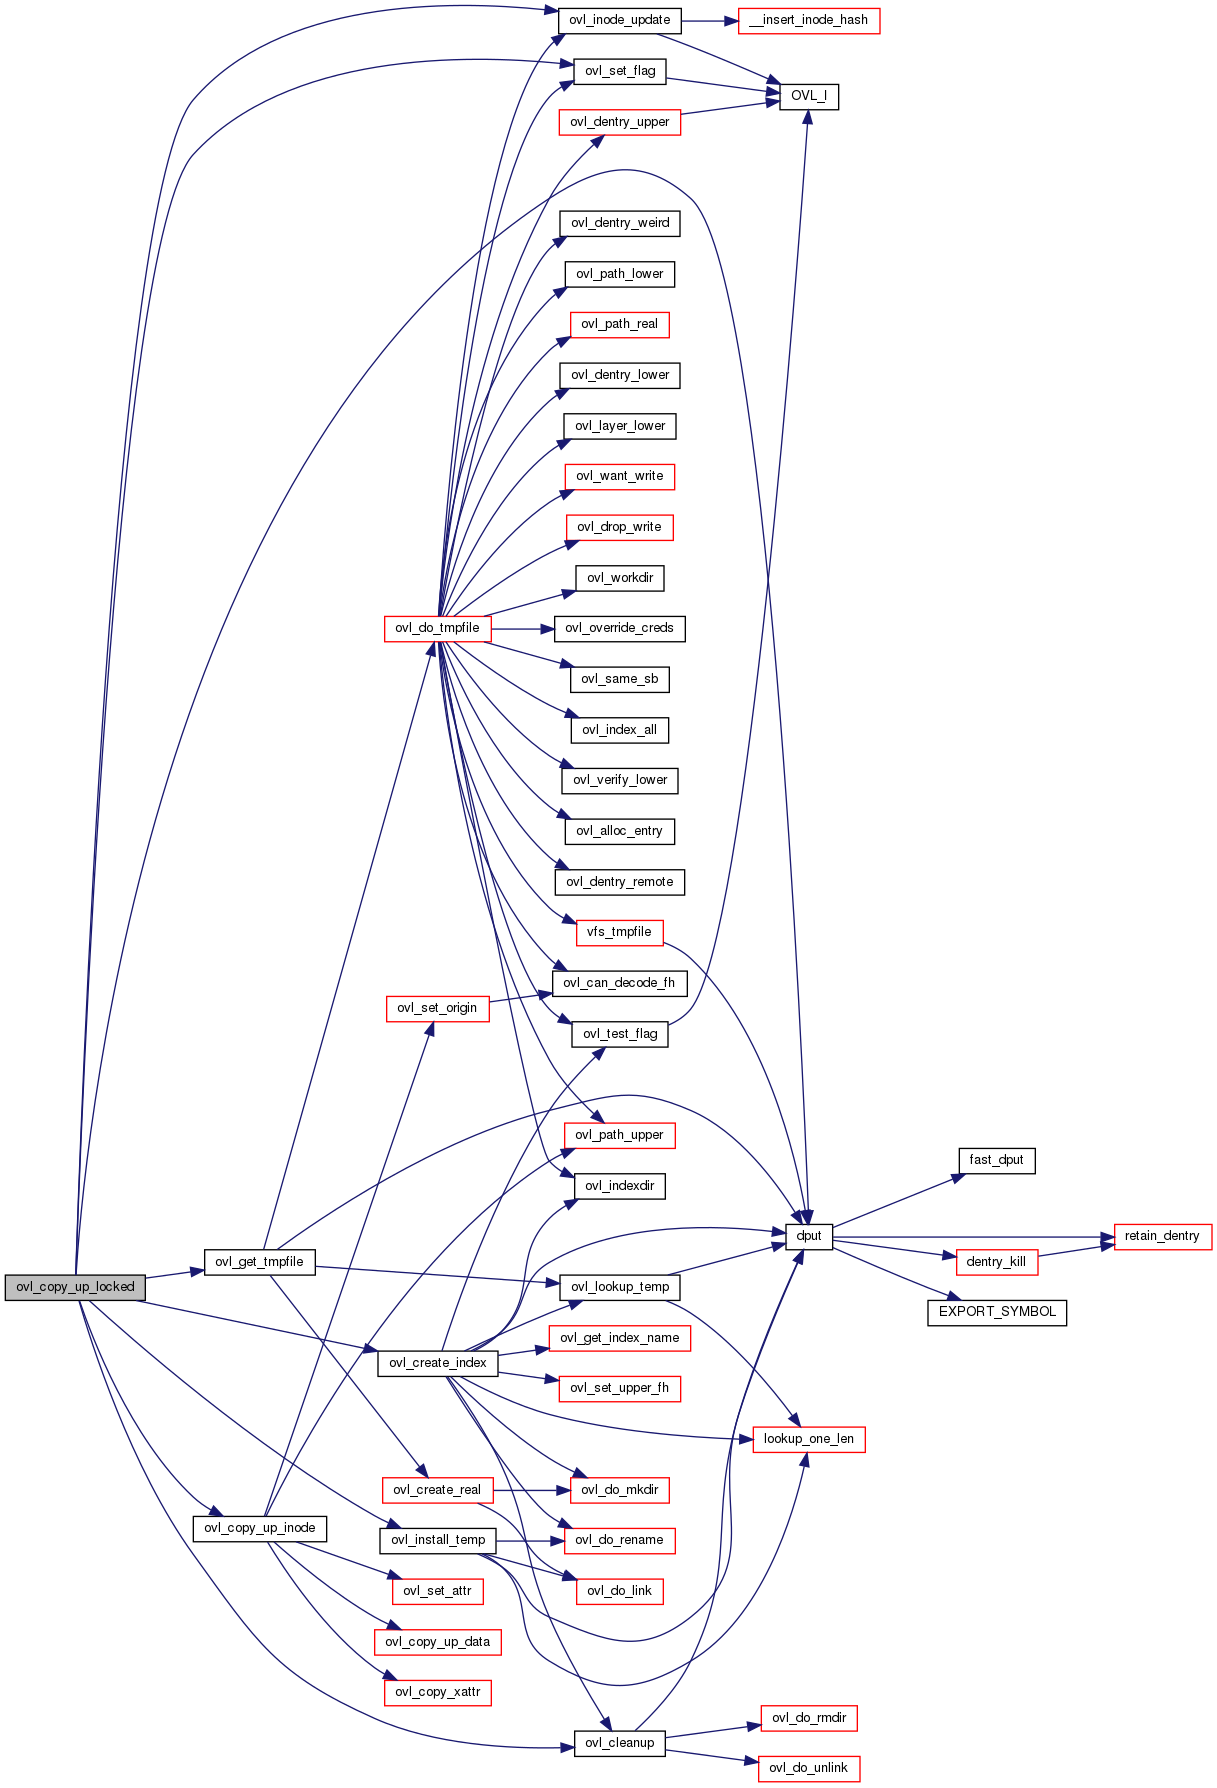 ovl_inode_update
__insert_inode_hash
ovl_set_flag
OVL_I
ovl_dentry_upper
ovl_dentry_weird
ovl_path_lower
ovl_path_real
ovl_dentry_lower
ovl_layer_lower
ovl_want_write
ovl_drop_write
ovl_workdir
ovl_do_tmpfile
ovl_override_creds
ovl_same_sb
ovl_index_all
ovl_verify_lower
ovl_alloc_entry
ovl_dentry_remote
vfs_tmpfile
ovl_can_decode_fh
ovl_set_origin
ovl_test_flag
ovl_path_upper
fast_dput
ovl_indexdir
dput
retain_dentry
ovl_get_tmpfile
dentry_kill
ovl_copy_up_locked
ovl_lookup_temp
EXPORT_SYMBOL
ovl_get_index_name
ovl_create_index
ovl_set_upper_fh
lookup_one_len
ovl_create_real
ovl_do_mkdir
ovl_copy_up_inode
ovl_install_temp
ovl_do_rename
ovl_set_attr
ovl_do_link
ovl_copy_up_data
ovl_copy_xattr
ovl_do_rmdir
ovl_cleanup
ovl_do_unlink